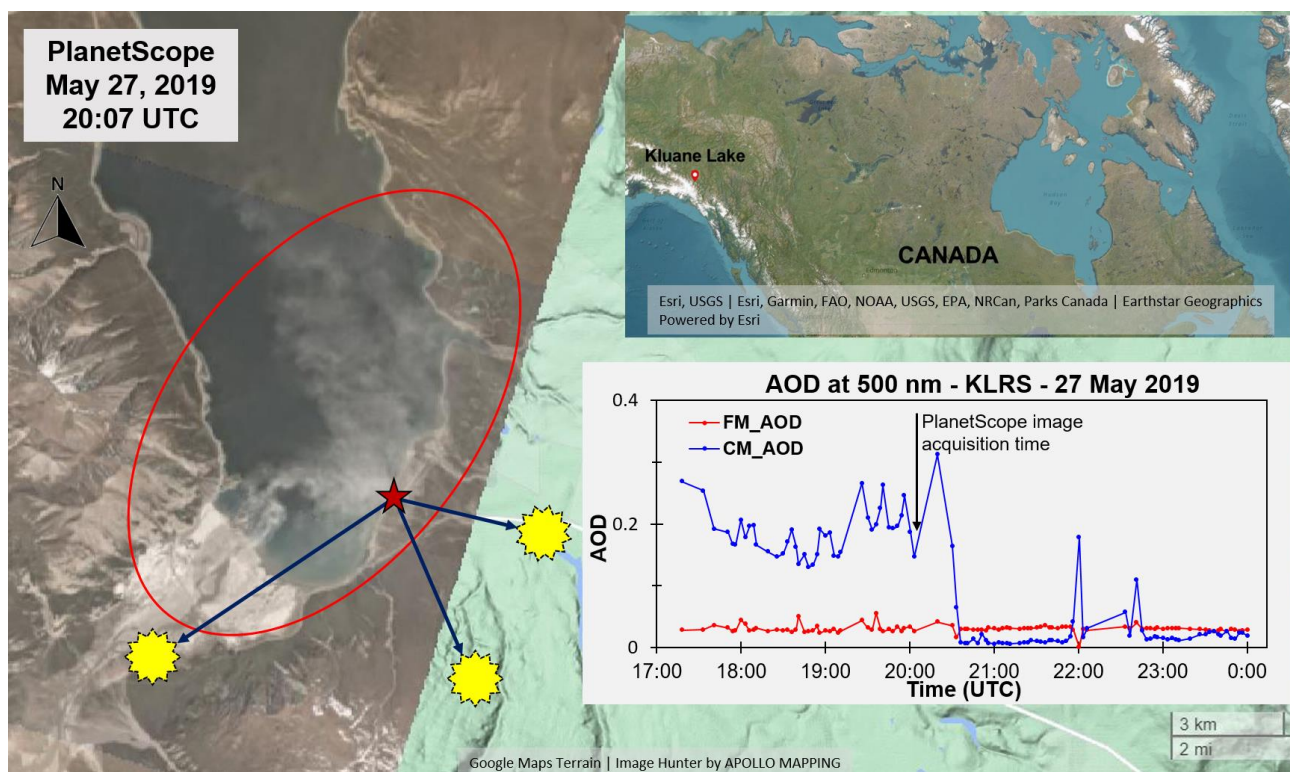 PlanetScope
May 27, 2019
20:07 UTC
N
Kluane Lake
CANADA
Edmonton
Esri, USGS | Esri, Garmin, FAO, NOAA, USGS, EPA, NRCan, Parks Canada | Earthstar Geographics
Powered by Esri
AOD at 500 nm - KLRS - 27 May 2019
FM_AOD
CM_AOD
PlanetScope image
acquisition time
AOD
0.4
0.2
0
17:00 18:00 19:00 20:00 21:00 22:00 23:00 0:00
Time (UTC)
3 km
2 mi
Google Maps Terrain | Image Hunter by APOLLO MAPPING